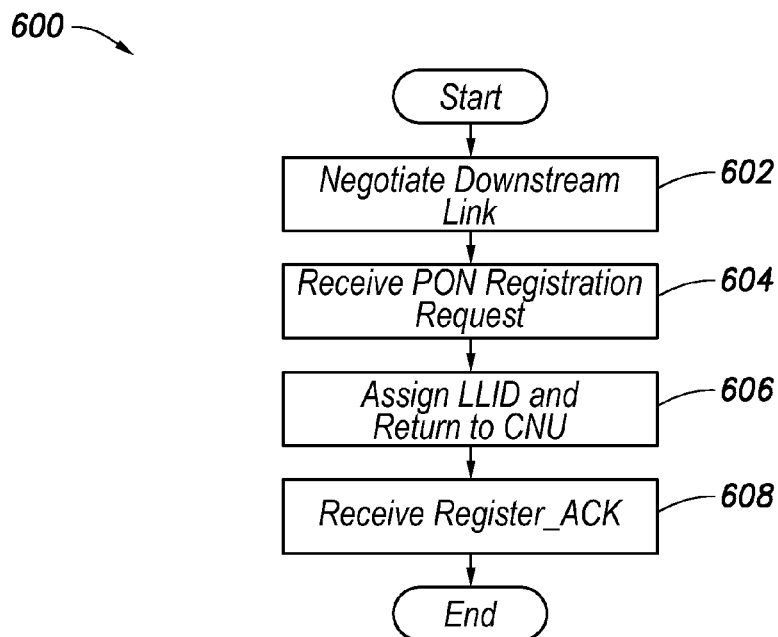 600
Start
Negotiate Downstream
Link
602
Receive PON Registration
Request
604
Assign LLID and
Return to CNU
606
Receive Register_ACK
608
End